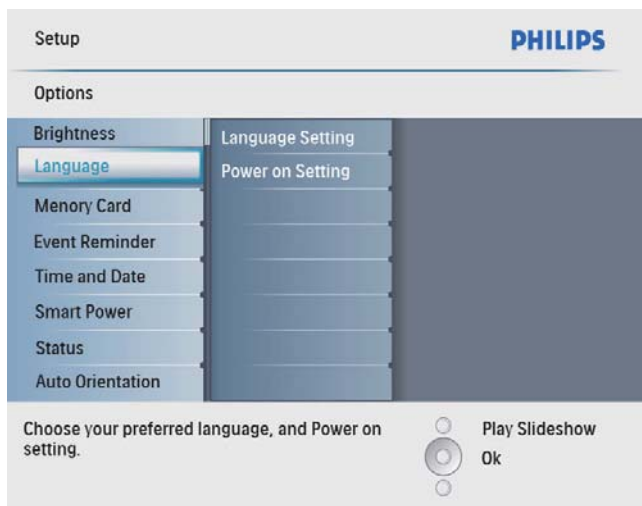 Setup
PHILIPS
Options
Brightness
Language
Menory Card
Event Reminder
Time and Date
Smart Power
Status
Auto Orientation
Language Setting
Power on Setting
Choose your preferred language, and Power on
setting.
Play Slideshow
Ok